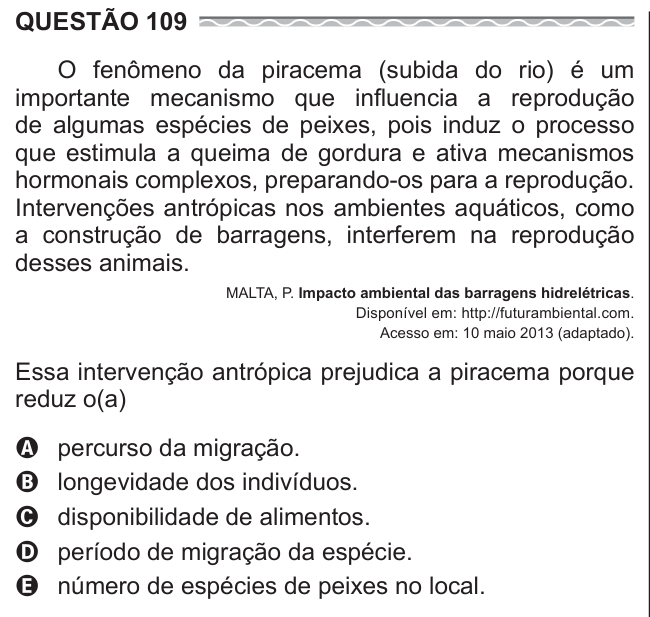 QUESTÃO 109
O fenômeno da piracema (subida do rio) é um
importante mecanismo que influencia a reprodução
de algumas espécies de peixes, pois induz o processo
que estimula a queima de gordura e ativa mecanismos
hormonais complexos, preparando-os para a reprodução.
Intervenções antrópicas nos ambientes aquáticos, como
a construção de barragens, interferem na reprodução
desses animais.
MALTA, P. Impacto ambiental das barragens hidrelétricas.
Disponível em: http://futurambiental.com.
Acesso em: 10 maio 2013 (adaptado).
Essa intervenção antrópica prejudica a piracema porque
reduz o(a)
A percurso da migração.
B longevidade dos indivíduos.
C disponibilidade de alimentos.
D período de migração da espécie.
E número de espécies de peixes no local.